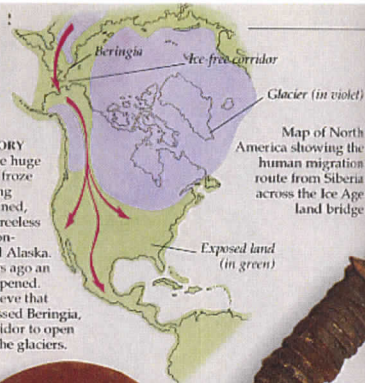 Beringia
Ice-free corridor
Glacier (in violet)
Map of North
America showing the
human migration
route from Siberia
across the Ice Age
land bridge
Exposed land
(in green)
ORY
e huge
froze
ng
ned,
rceless
on-
l Alaska.
rs ago an
pened.
eve that
ssed Beringia,
idor to open
he glaciers.